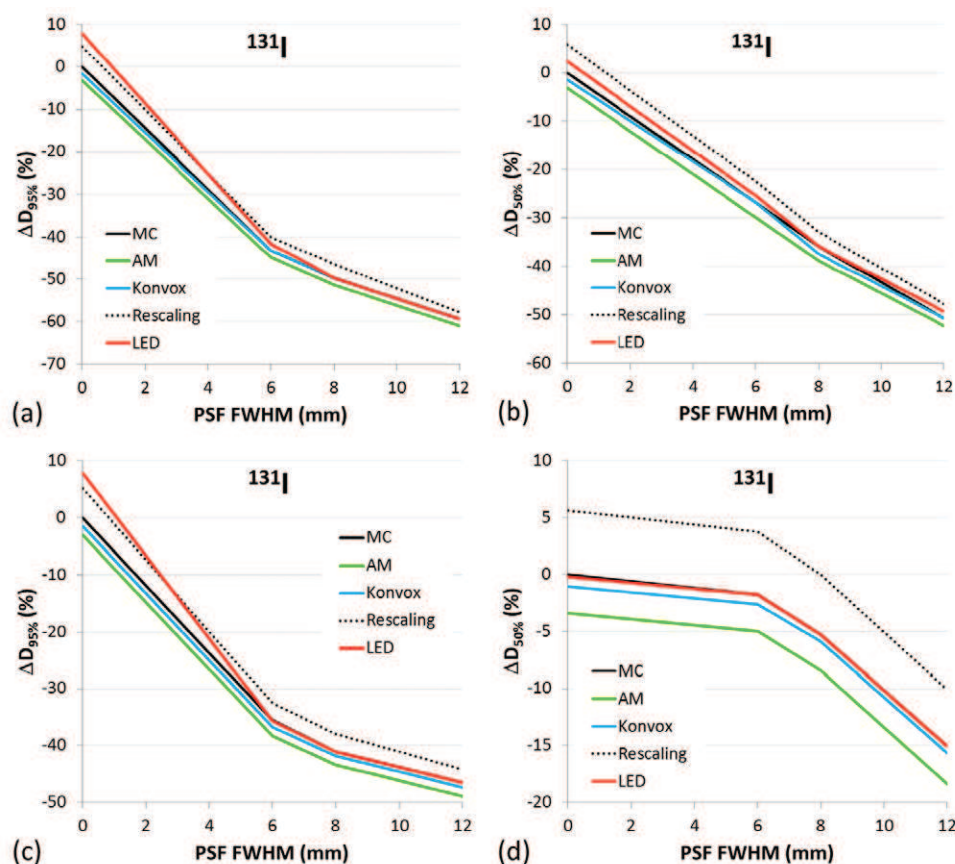 131I
ΔD95% (%)
10
0
-10
-20
-30
-40
-50
-60
-70
MC
AM
Konvox
Rescaling
LED
0 2 4 6 8 10 12
PSF FWHM (mm)
(a)
131I
ΔD50% (%)
10
0
-10
-20
-30
-40
-50
-60
MC
AM
Konvox
Rescaling
LED
0 2 4 6 8 10 12
PSF FWHM (mm)
(b)
131I
ΔD95% (%)
10
0
-10
-20
-30
-40
-50
MC
AM
Konvox
Rescaling
LED
0 2 4 6 8 10 12
PSF FWHM (mm)
(c)
131I
ΔD50% (%)
10
5
0
-5
-10
-15
-20
MC
AM
Konvox
Rescaling
LED
0 2 4 6 8 10 12
PSF FWHM (mm)
(d)